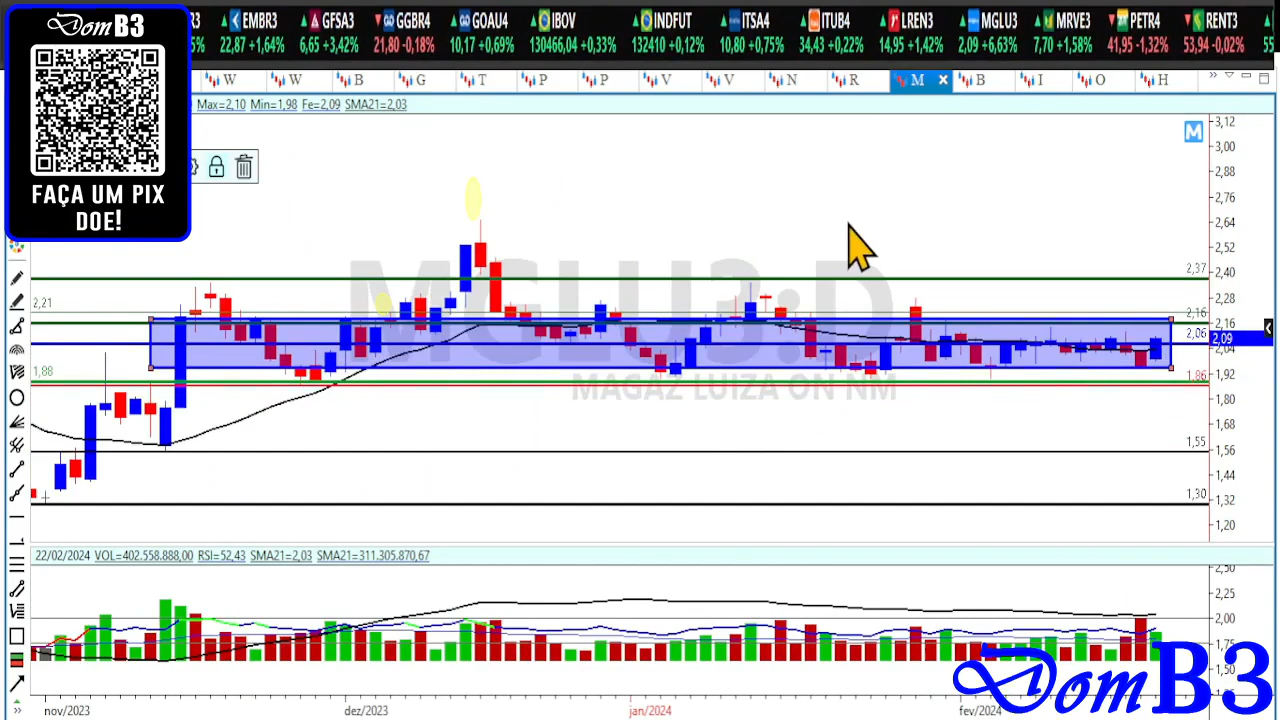 DomB3
FAÇA UM PIX
DOE!
R3 EMBR3 GFSA3 GGBR4 GOAU4 IBOV INDFUT ITSA4 ITUB4 LREN3 MGLU3 MRVE3 PETR4 RENT3
5% 22,87 +1,64% 6,65 +3,42% 21,80 -0,18% 10,17 +0,69% 130466,04 +0,33% 132410 +0,12% 10,80 +0,75% 34,43 +0,22% 14,95 +1,42% 2,09 +6,63% 7,70 +1,58% 41,95 -1,32% 53,94 -0,02% 55
W W B G T P P V V N R M B I O H
Max=2,10 Min=1,98 Fe=2,09 SMA21=2,03
M
3,12
3,00
2,88
2,76
2,64
2,52
2,40
2,37
2,28
2,21
2,16
2,16
2,06
2,09
2,04
1,92
1,88
1,86
1,80
1,68
1,55
1,56
1,44
1,30
1,32
1,20
MGLU3:D
MAGAZ LUIZA ON NM
22/02/2024 VOL=402.558.888,00 RSI=52,43 SMA21=2,03 SMA21=311.305.870,67
2,50
2,25
2,00
1,75
1,50
DomB3
nov/2023 dez/2023 jan/2024 fev/2024